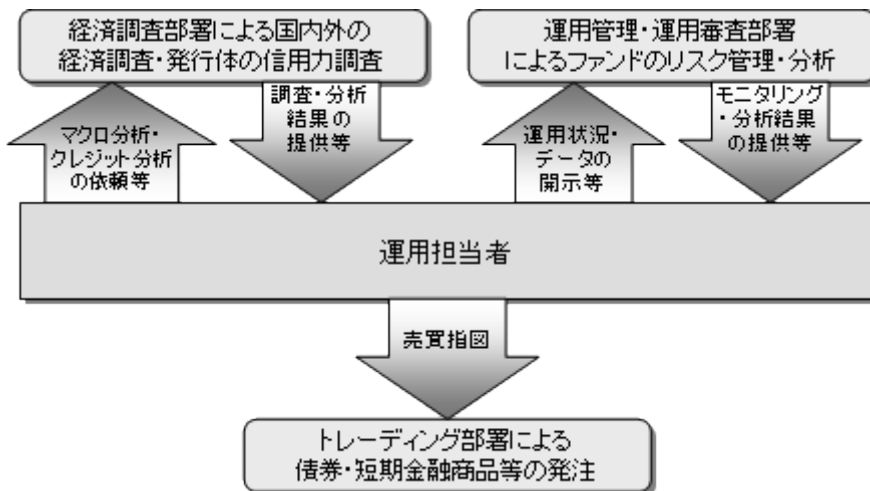 経済調査部署による国内外の
経済調査・発行体の信用力調査
運用管理・運用審査部署
によるファンドのリスク管理・分析
マクロ分析・
クレジット分析
の依頼等
調査・分析
結果の
提供等
運用状況・
データの
開示等
モニタリング
・分析結果
の提供等
運用担当者
売買指図
トレーディング部署による
債券・短期金融商品等の発注